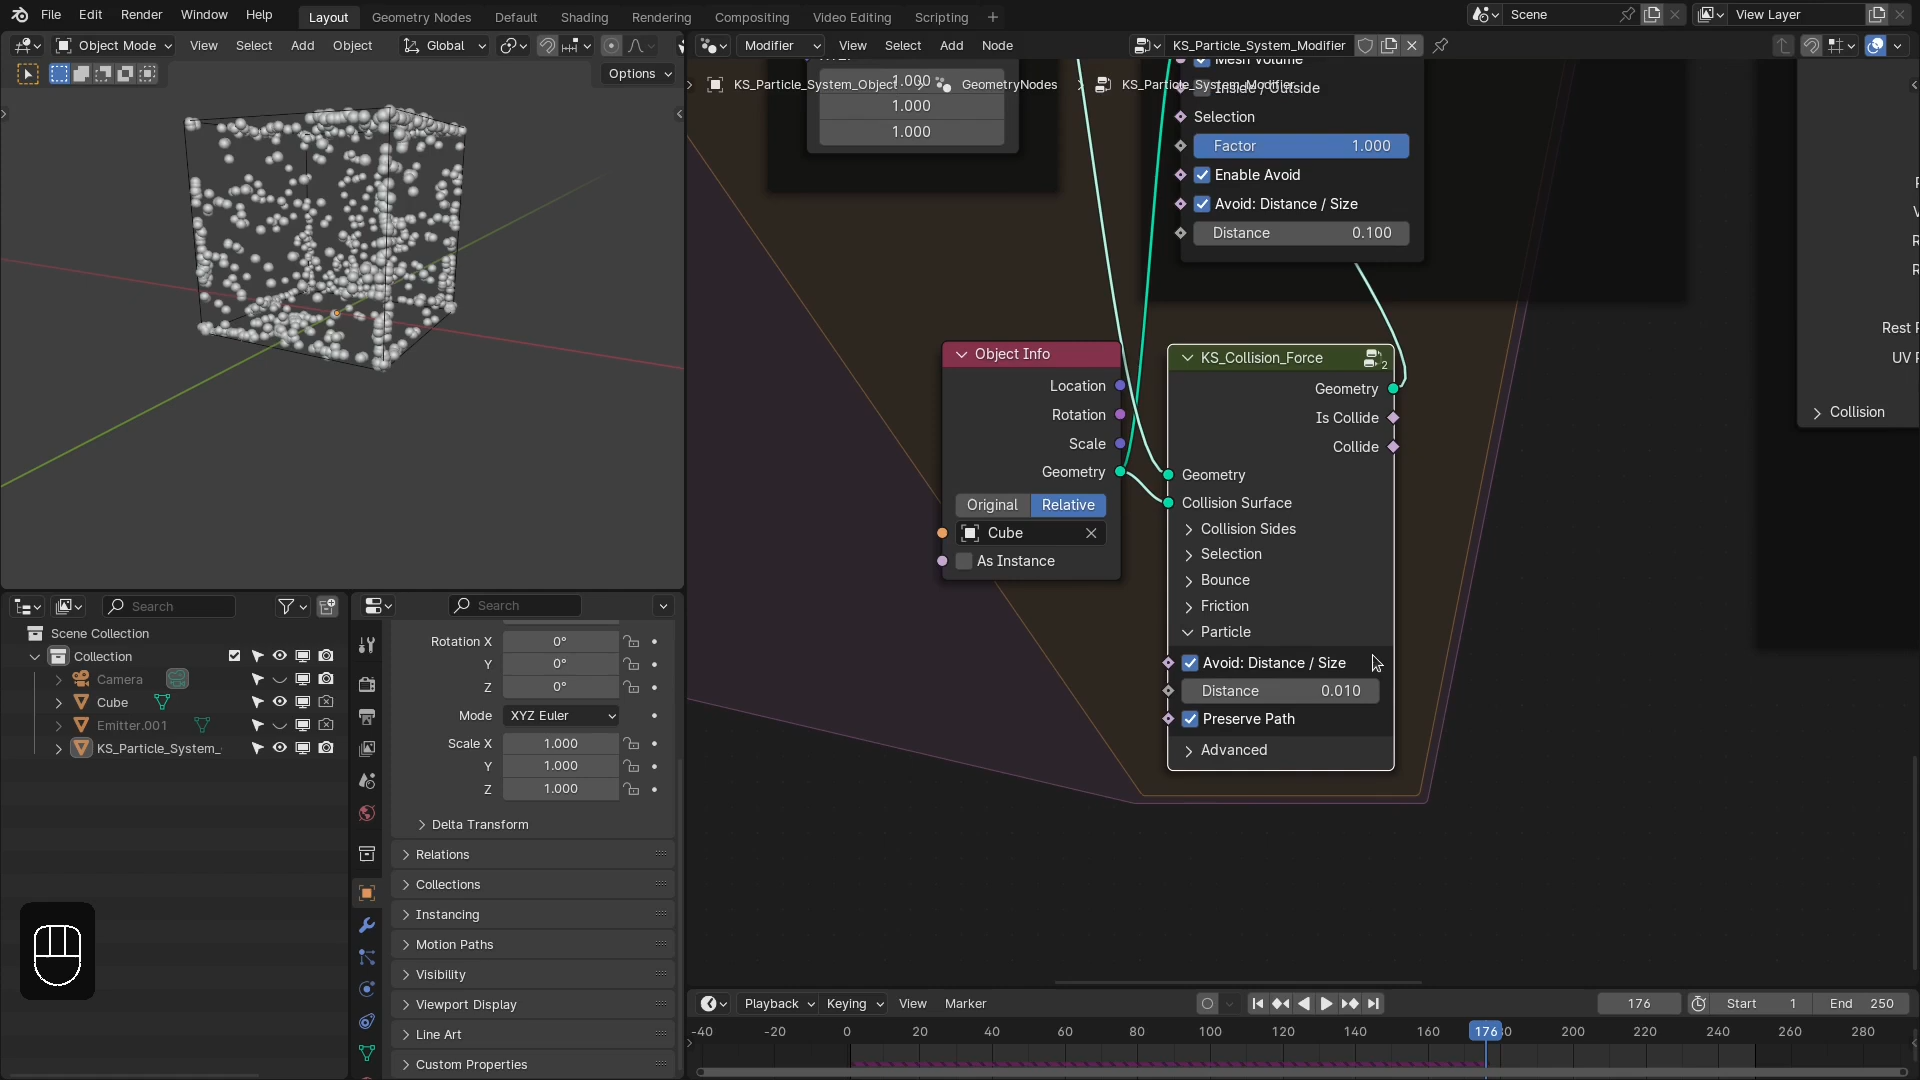 File Edit Render Window Help Layout Geometry Nodes Default Shading Rendering Compositing Video Editing Scripting + Scene View Layer
Object Mode View Select Add Object Global
Options
Modifier View Select Add Node KS_Particle_System_Modifier
KS_Particle_System_Object GeometryNodes KS_Particle_System_Modifier
1.000
1.000
1.000
Mesh Volume
Inside / Outside
Selection
Factor 1.000
Enable Avoid
Avoid: Distance / Size
Distance 0.100
Object Info
Location
Rotation
Scale
Geometry
Original Relative
Cube
As Instance
KS_Collision_Force 2
Geometry
Is Collide
Collide
Geometry
Collision Surface
Collision Sides
Selection
Bounce
Friction
Particle
Avoid: Distance / Size
Distance 0.010
Preserve Path
Advanced
Rest
UV
Collision
Search
Scene Collection
Collection
Camera
Cube
Emitter.001
KS_Particle_System_
Search
Rotation X 0°
Y 0°
Z 0°
Mode XYZ Euler
Scale X 1.000
Y 1.000
Z 1.000
Delta Transform
Relations
Collections
Instancing
Motion Paths
Visibility
Viewport Display
Line Art
Custom Properties
Playback Keying View Marker 176 Start 1 End 250
-40 -20 0 20 40 60 80 100 120 140 160 176 200 220 240 260 280